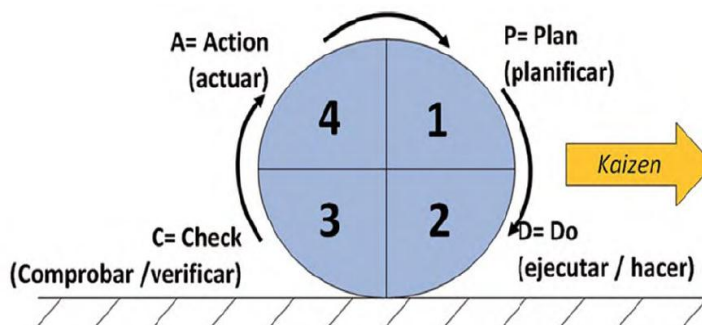 A= Action
(actuar)
P= Plan
(planificar)
4
1
Kaizen
3
2
C= Check
(Comprobar /verificar)
D= Do
(ejecutar / hacer)